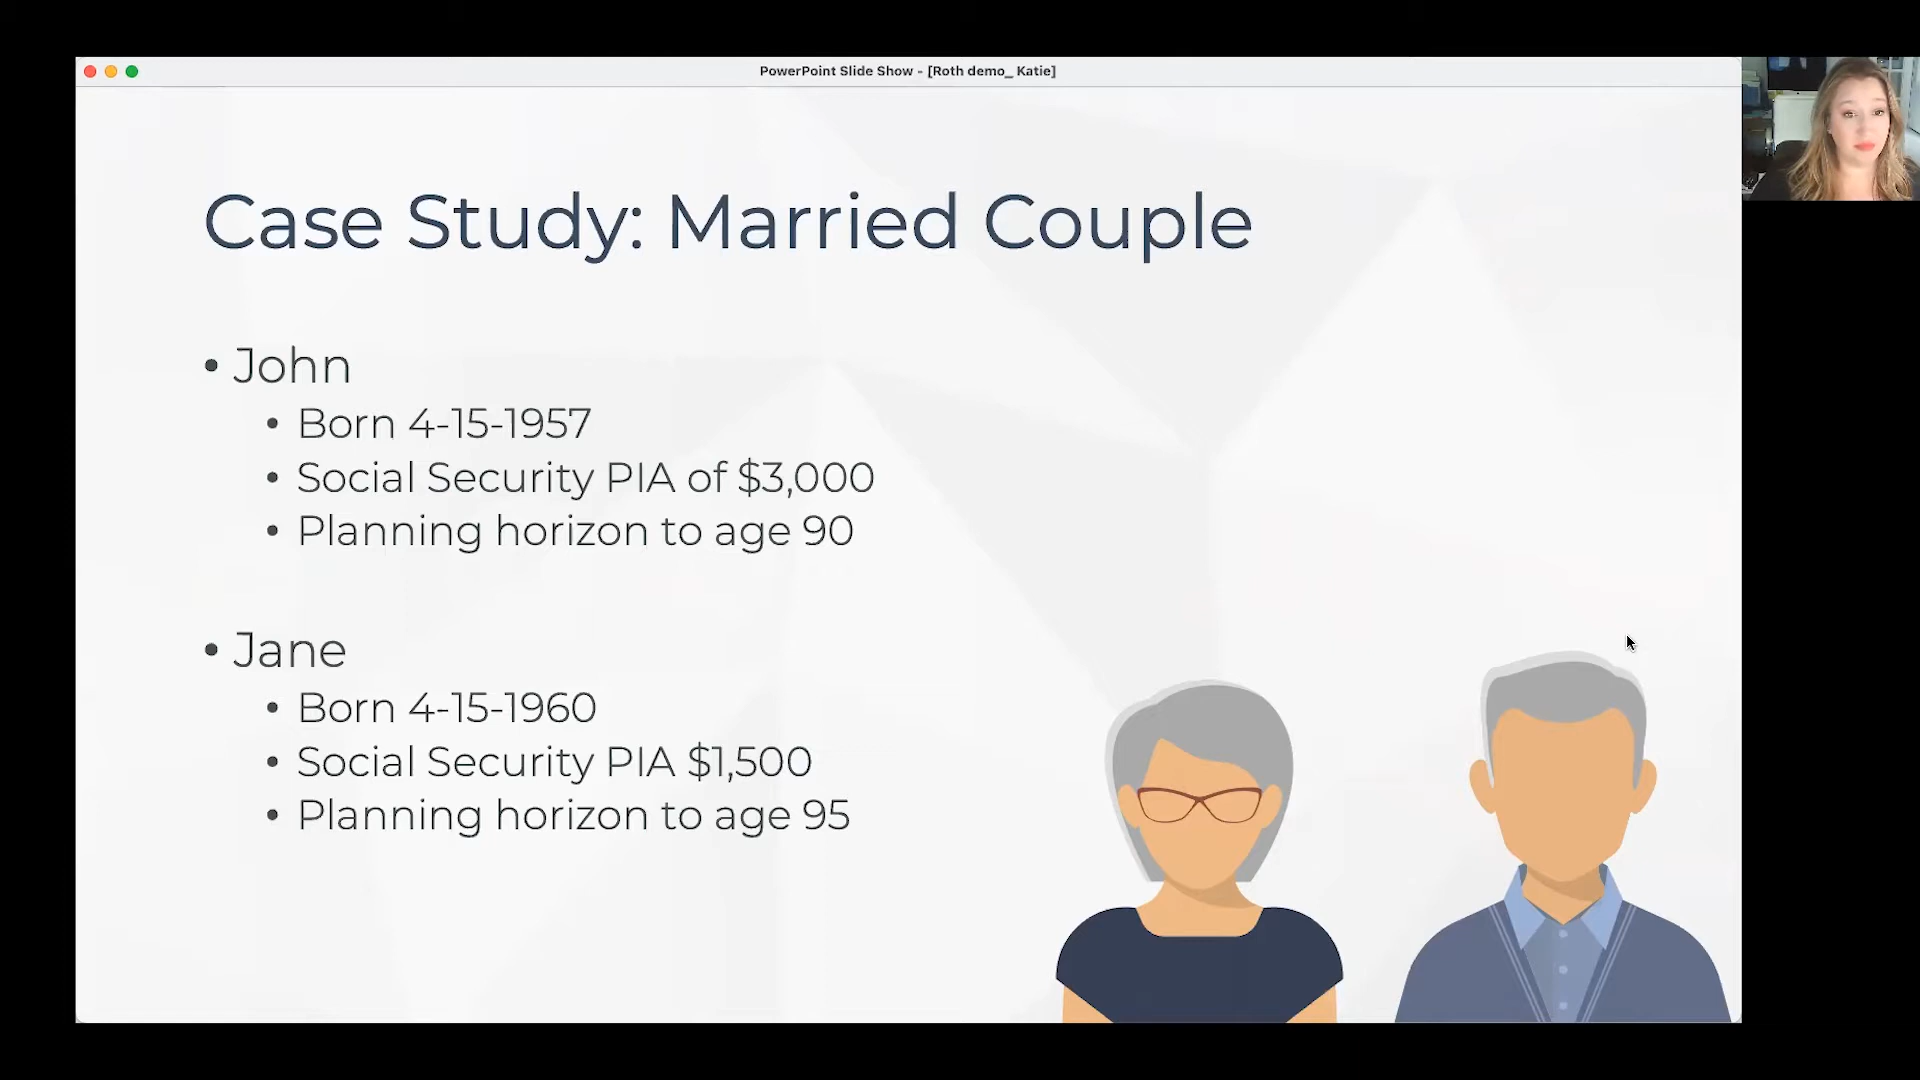 PowerPoint Slide Show - [Roth demo_ Katie]
Case Study: Married Couple
• John
• Born 4-15-1957
• Social Security PIA of $3,000
• Planning horizon to age 90
• Jane
• Born 4-15-1960
• Social Security PIA $1,500
• Planning horizon to age 95